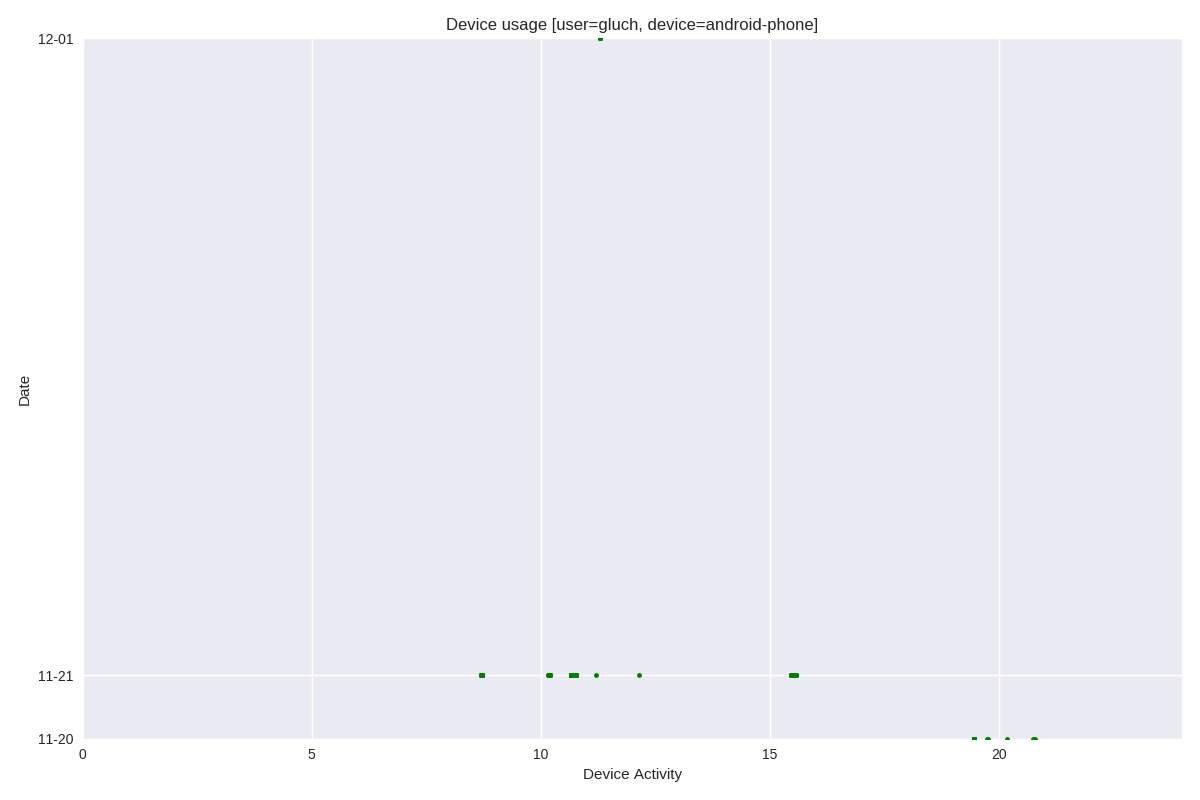 Device usage [user=gluch, device=android-phone]
12-01
Date
11-21
11-20
0 5 10 15 20
Device Activity